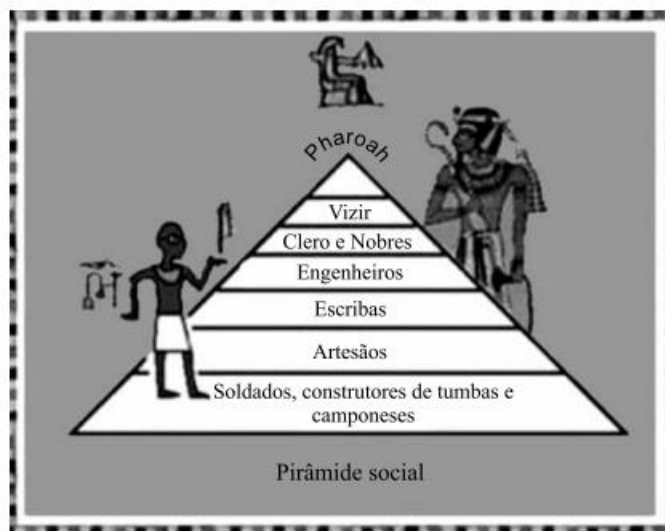 Pharoah
Vizir
Clero e Nobres
Engenheiros
Escribas
Artesãos
Soldados, construtores de tumbas e
camponeses
Pirâmide social